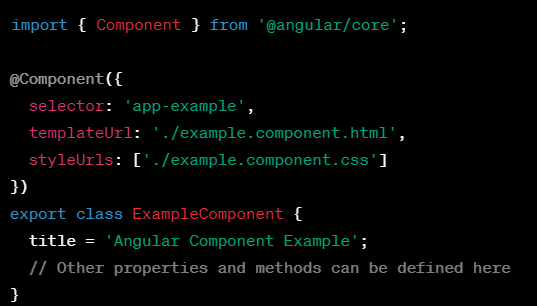 import { Component } from '@angular/core';
@Component({
selector: 'app-example',
templateUrl: './example.component.html',
styleUrls: ['./example.component.css']
})
export class ExampleComponent {
title = 'Angular Component Example';
// Other properties and methods can be defined here
}